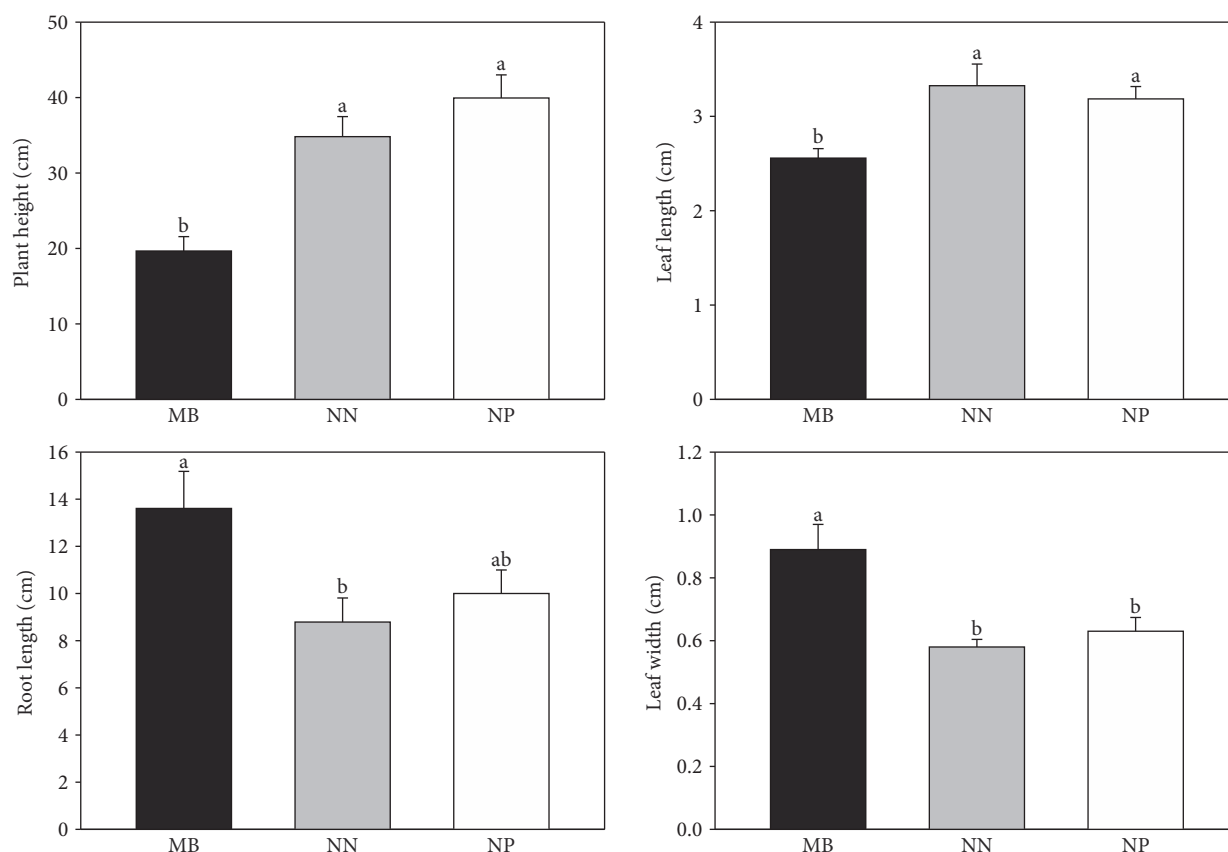 Plant height (cm)
50
40
30
20
10
0
b
a
a
MB NN NP
Leaf length (cm)
4
3
2
1
0
b
a
a
MB NN NP
Root length (cm)
16
14
12
10
8
6
4
2
0
a
b
ab
MB NN NP
Leaf width (cm)
1.2
1.0
0.8
0.6
0.4
0.2
0.0
a
b
b
MB NN NP